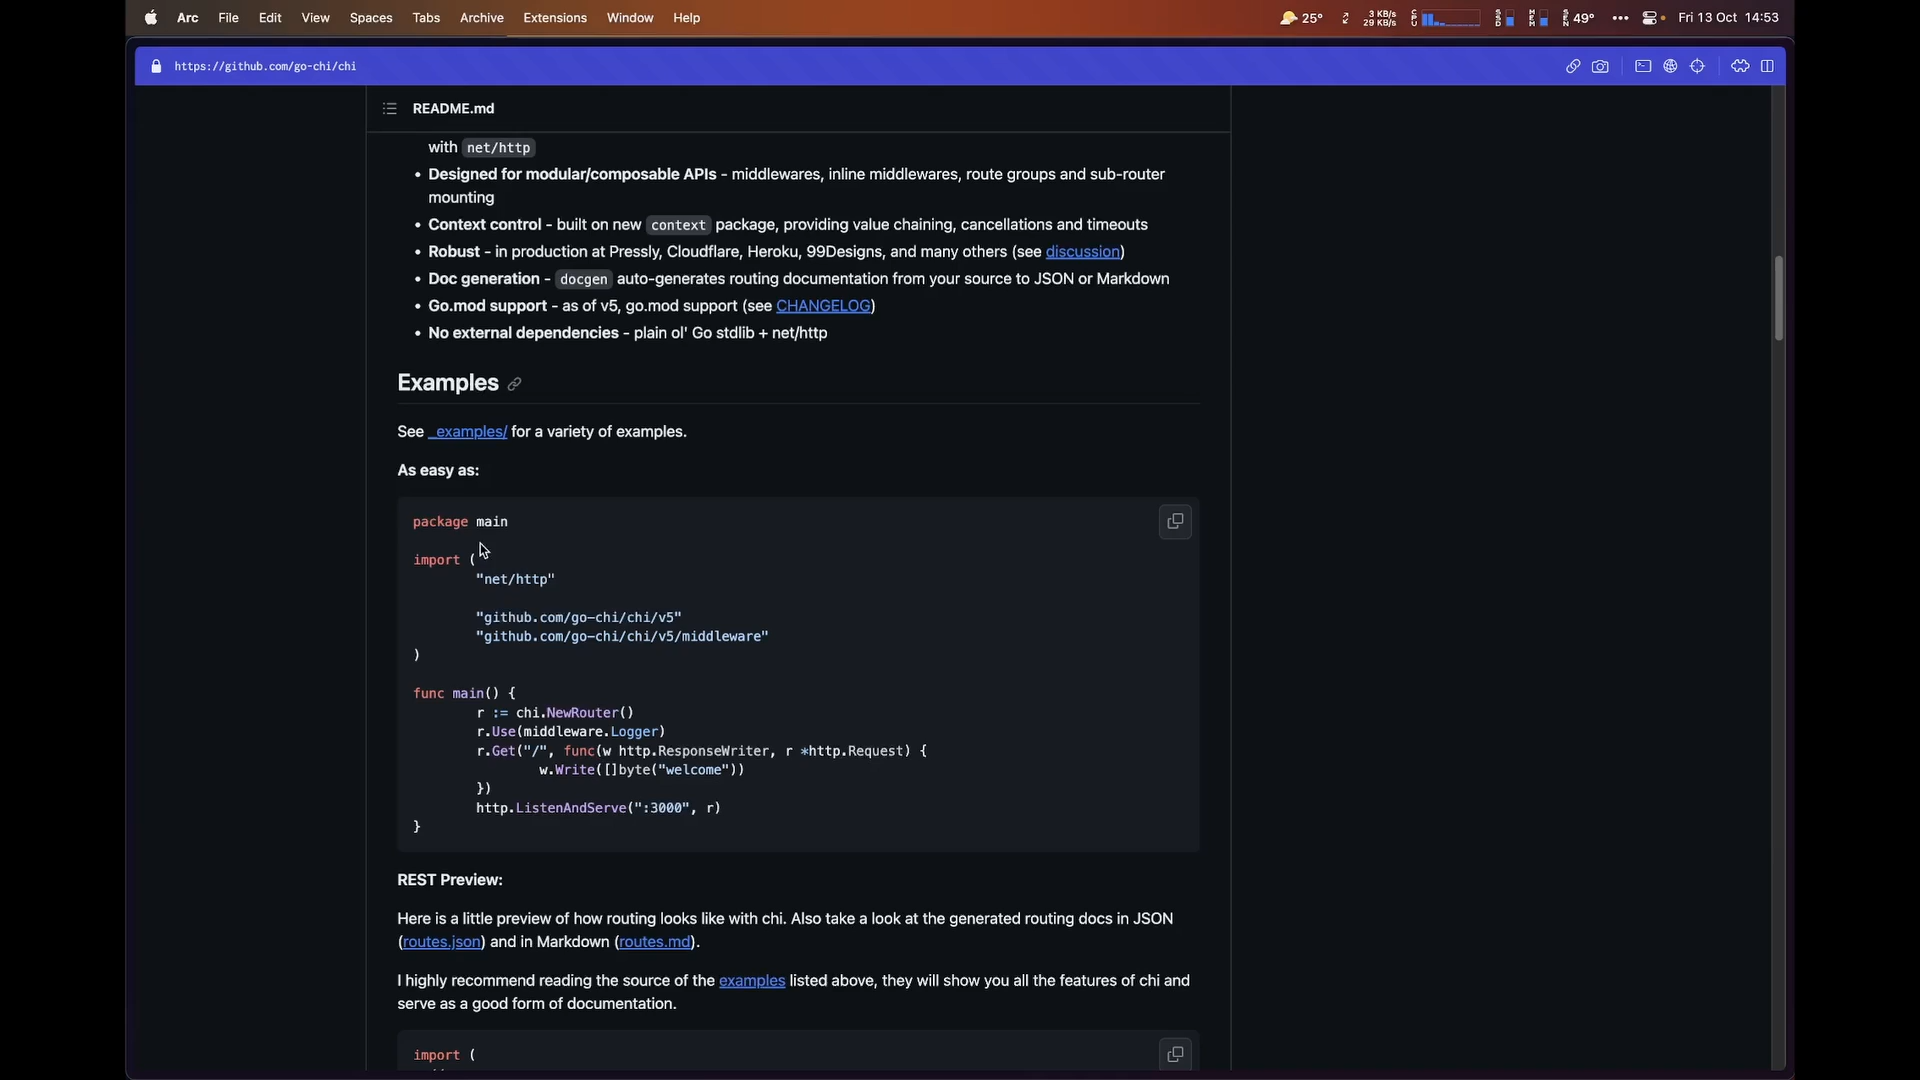 Arc File Edit View Spaces Tabs Archive Extensions Window Help 25° 3 KB/s 29 KB/s CPU SSD MEM SEN 49° ••• Fri 13 Oct 14:53
https://github.com/go-chi/chi
README.md
with net/http
• Designed for modular/composable APIs - middlewares, inline middlewares, route groups and sub-router
mounting
• Context control - built on new context package, providing value chaining, cancellations and timeouts
• Robust - in production at Pressly, Cloudflare, Heroku, 99Designs, and many others (see discussion)
• Doc generation - docgen auto-generates routing documentation from your source to JSON or Markdown
• Go.mod support - as of v5, go.mod support (see CHANGELOG)
• No external dependencies - plain ol' Go stdlib + net/http
Examples
See _examples/ for a variety of examples.
As easy as:
package main
import (
"net/http"
"github.com/go-chi/chi/v5"
"github.com/go-chi/chi/v5/middleware"
)
func main() {
r := chi.NewRouter()
r.Use(middleware.Logger)
r.Get("/", func(w http.ResponseWriter, r *http.Request) {
w.Write([]byte("welcome"))
})
http.ListenAndServe(":3000", r)
}
REST Preview:
Here is a little preview of how routing looks like with chi. Also take a look at the generated routing docs in JSON
(routes.json) and in Markdown (routes.md).
I highly recommend reading the source of the examples listed above, they will show you all the features of chi and
serve as a good form of documentation.
import (